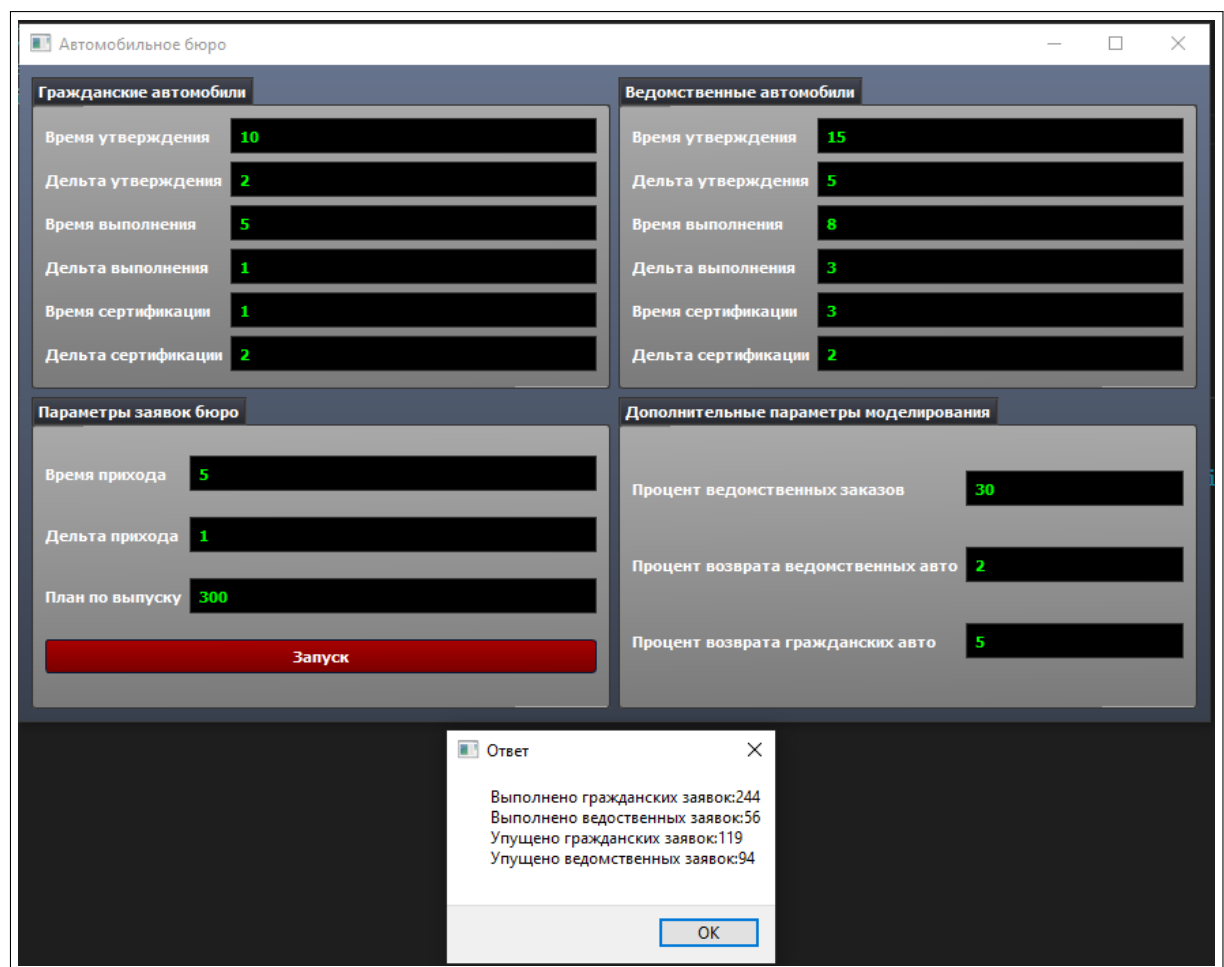 Автомобильное бюро
Гражданские автомобили
Время утверждения 10
Дельта утверждения 2
Время выполнения 5
Дельта выполнения 1
Время сертификации 1
Дельта сертификации 2
Ведомственные автомобили
Время утверждения 15
Дельта утверждения 5
Время выполнения 8
Дельта выполнения 3
Время сертификации 3
Дельта сертификации 2
Параметры заявок бюро
Время прихода 5
Дельта прихода 1
План по выпуску 300
Запуск
Дополнительные параметры моделирования
Процент ведомственных заказов 30
Процент возврата ведомственных авто 2
Процент возврата гражданских авто 5
Ответ
Выполнено гражданских заявок:244
Выполнено ведоственных заявок:56
Упущено гражданских заявок:119
Упущено ведомственных заявок:94
OK